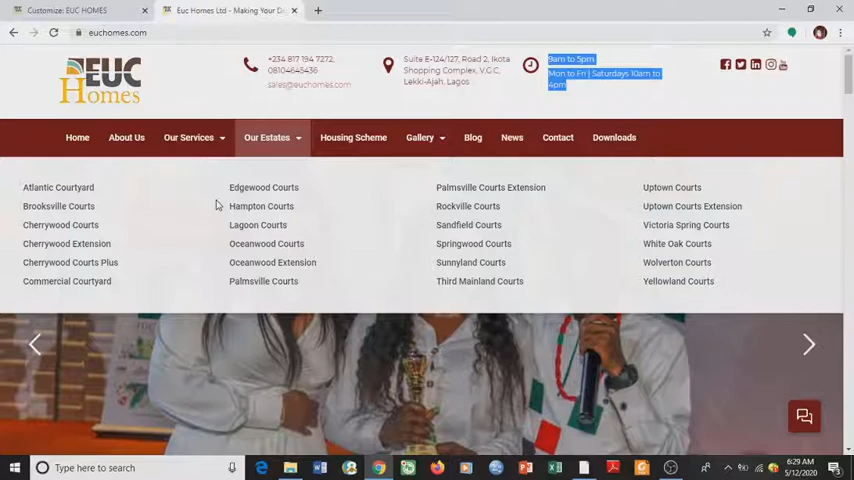 Customize: EUC HOMES
Euc Homes Ltd - Making Your D
euchomes.com
EUC
Homes
+234 817 194 7272,
08104645436
sales@euchomes.com
Suite E-124/127, Road 2, Ikota
Shopping Complex, V.G.C,
Lekki-Ajah, Lagos
9am to 5pm
Mon to Fri | Saturdays 10am to
4pm
Home
About Us
Our Services
Our Estates
Housing Scheme
Gallery
Blog
News
Contact
Downloads
Atlantic Courtyard
Brooksville Courts
Cherrywood Courts
Cherrywood Extension
Cherrywood Courts Plus
Commercial Courtyard
Edgewood Courts
Hampton Courts
Lagoon Courts
Oceanwood Courts
Oceanwood Extension
Palmsville Courts
Palmsville Courts Extension
Rockville Courts
Sandfield Courts
Springwood Courts
Sunnyland Courts
Third Mainland Courts
Uptown Courts
Uptown Courts Extension
Victoria Spring Courts
White Oak Courts
Wolverton Courts
Yellowland Courts
Type here to search
6:29 AM
5/12/2020